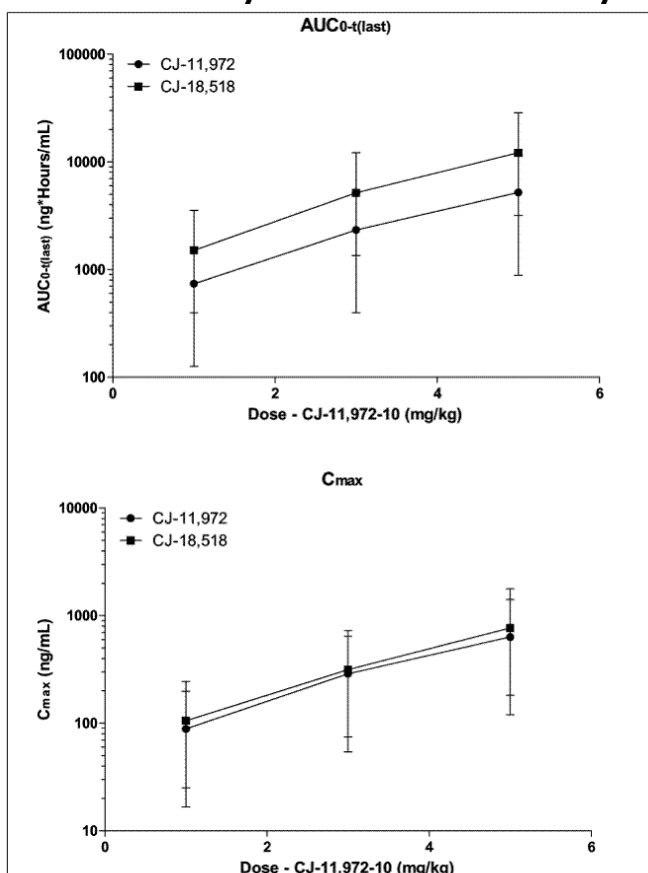 AUC0-t(last)
CJ-11,972
CJ-18,518
100000
10000
1000
100
AUC0-t(last) (ng*Hours/mL)
0 2 4 6
Dose - CJ-11,972-10 (mg/kg)
Cmax
CJ-11,972
CJ-18,518
10000
1000
100
10
Cmax (ng/mL)
0 2 4 6
Dose - CJ-11,972-10 (mg/kg)